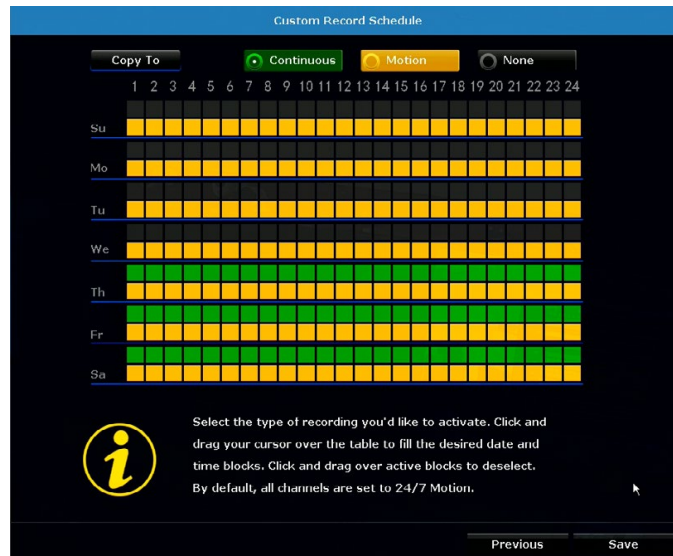 Custom Record Schedule
Copy To Continuous Motion None
1 2 3 4 5 6 7 8 9 10 11 12 13 14 15 16 17 18 19 20 21 22 23 24
Su
Mo
Tu
We
Th
Fr
Sa
Select the type of recording you'd like to activate. Click and
drag your cursor over the table to fill the desired date and
time blocks. Click and drag over active blocks to deselect.
By default, all channels are set to 24/7 Motion.
Previous Save